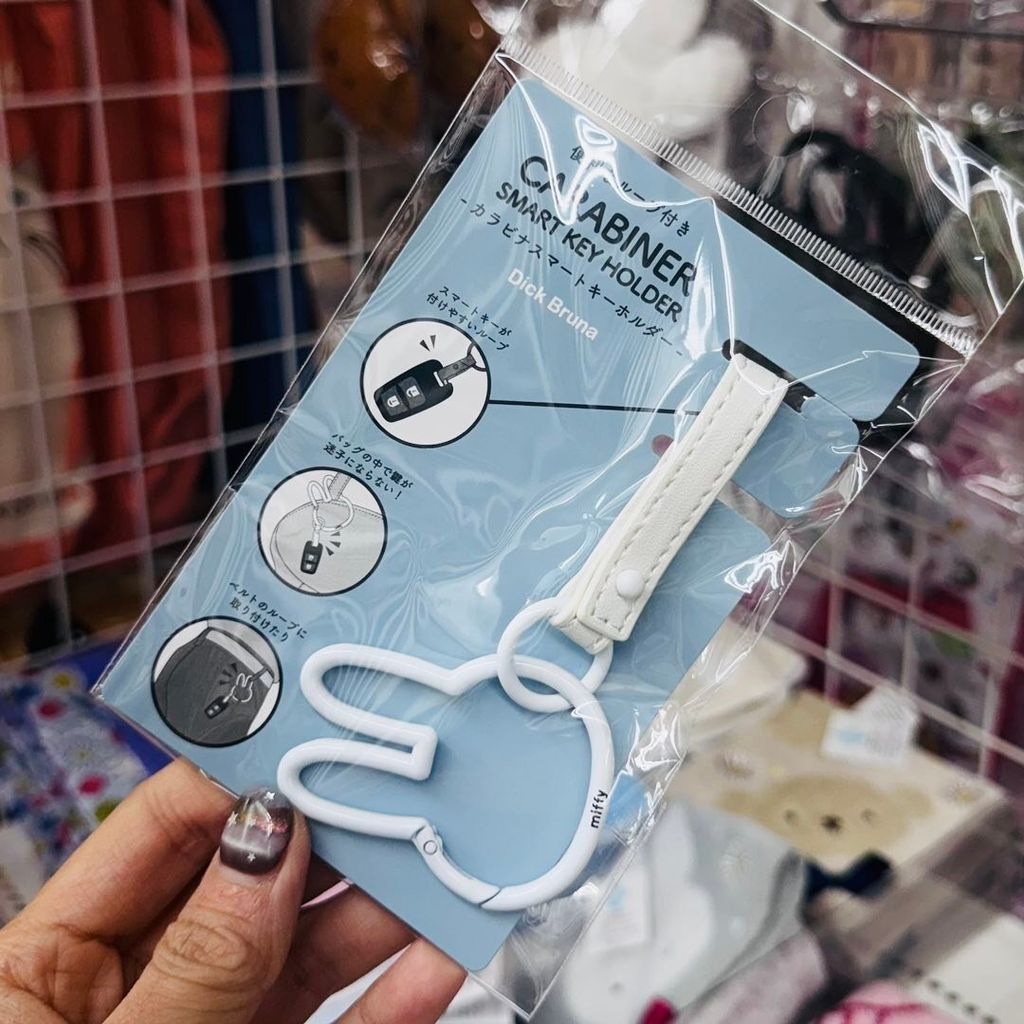 ループ付き
CARABINER
SMART KEY HOLDER
- カラビナスマートキーホルダー -
Dick Bruna
スマートキーが
付けやすいループ
バッグの中で鍵が
迷子にならない！
ベルトのループに
取り付けたり
miffy